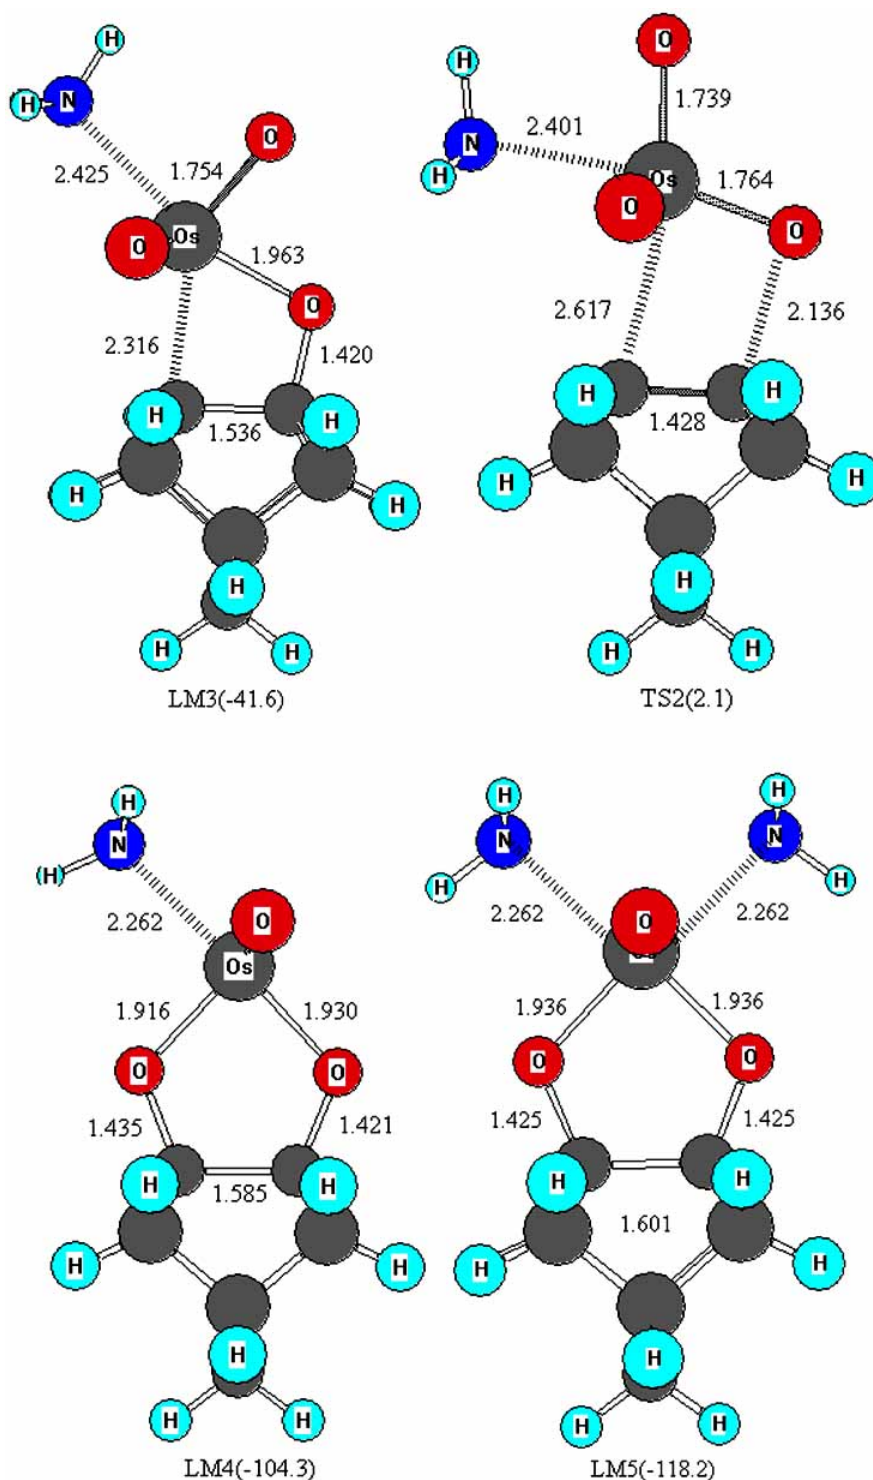 H
H
N
2.425
1.754
O
O
Os
1.963
O
2.316
1.420
H
1.536
H
H
H
H
H
H
LM3(-41.6)
O
H
1.739
N
2.401
H
Os
1.764
O
O
2.617
2.136
H
H
1.428
H
H
H
H
H
TS2(2.1)
H
N
H
O
2.262
Os
1.916
1.930
O
O
1.435
1.421
H
H
1.585
H
H
H
H
H
LM4(-104.3)
H
H
N
N
H
H
O
2.262
2.262
1.936
1.936
O
O
1.425
1.425
H
H
1.601
H
H
H
H
H
LM5(-118.2)